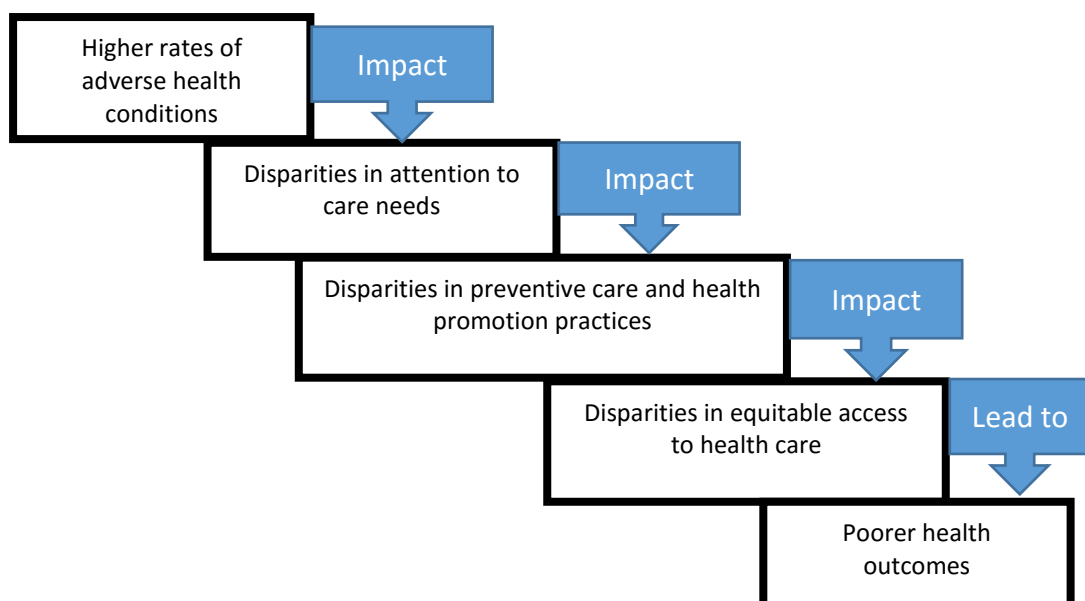 Higher rates of
adverse health
conditions
Impact
Disparities in attention to
care needs
Impact
Disparities in preventive care and health
promotion practices
Impact
Disparities in equitable access
to health care
Lead to
Poorer health
outcomes